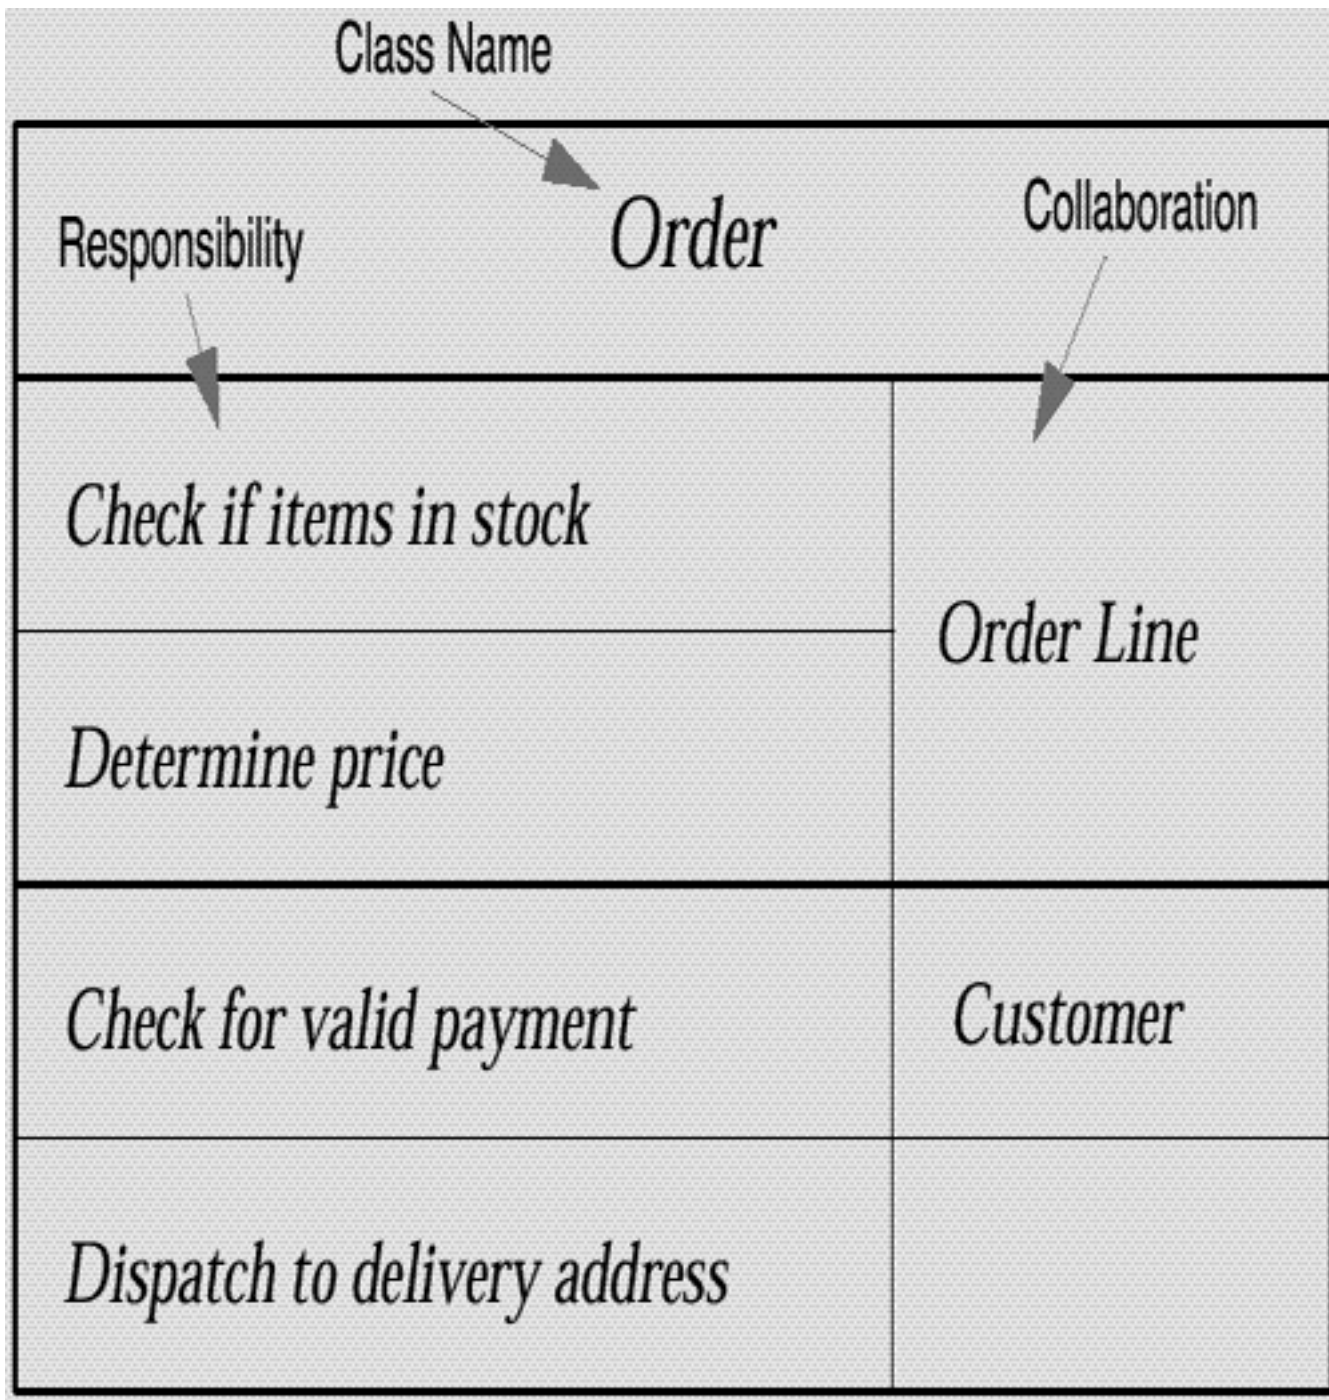 Class Name
Order
Collaboration
Responsibility
Check if items in stock
Order Line
Determine price
Check for valid payment
Customer
Dispatch to delivery address